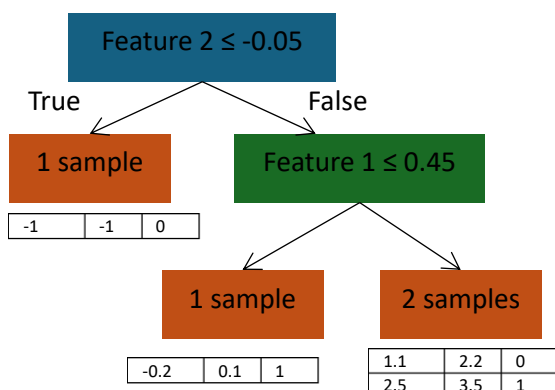 Feature 2 ≤ -0.05
True
False
1 sample
Feature 1 ≤ 0.45
-1 -1 0
1 sample
2 samples
-0.2 0.1 1
1.1 2.2 0
2.5 3.5 1